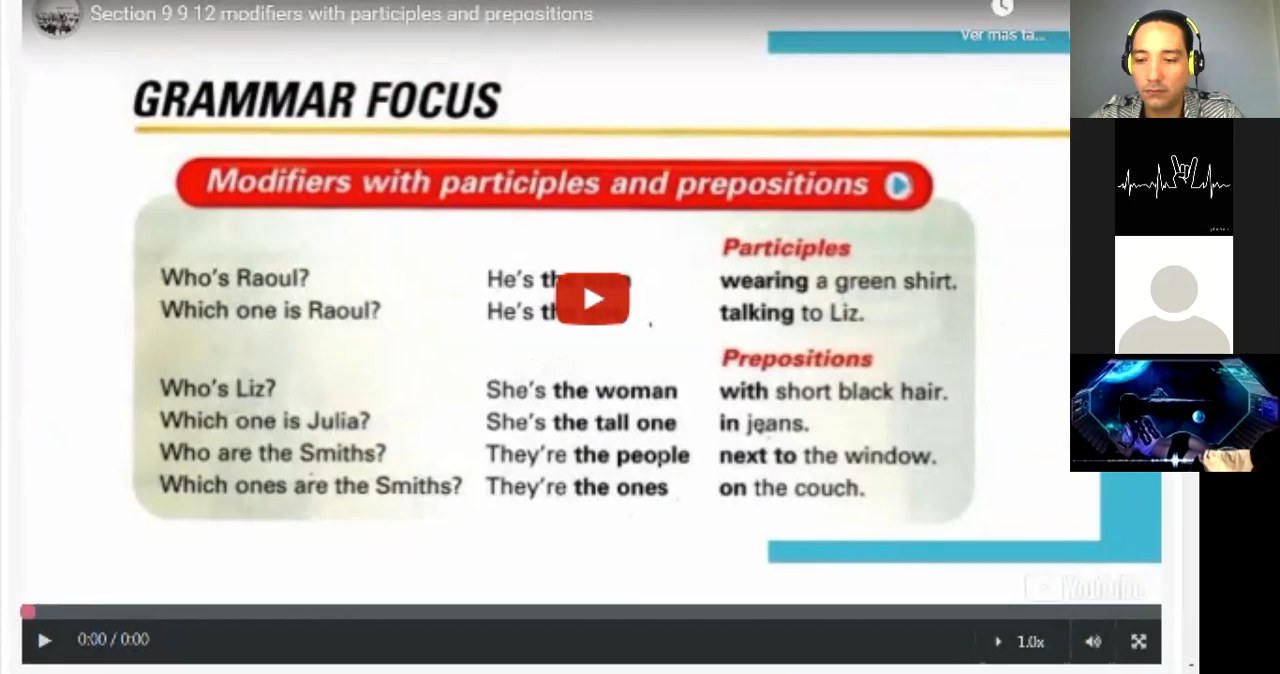 Section 9 9 12 modifiers with participles and prepositions
Ver más ta...
GRAMMAR FOCUS
Modifiers with participles and prepositions
Participles
Who's Raoul? He's wearing a green shirt.
Which one is Raoul? He's talking to Liz.
Prepositions
Who's Liz? She's the woman with short black hair.
Which one is Julia? She's the tall one in jeans.
Who are the Smiths? They're the people next to the window.
Which ones are the Smiths? They're the ones on the couch.
YouTube
0:00 / 0:00
1.0x